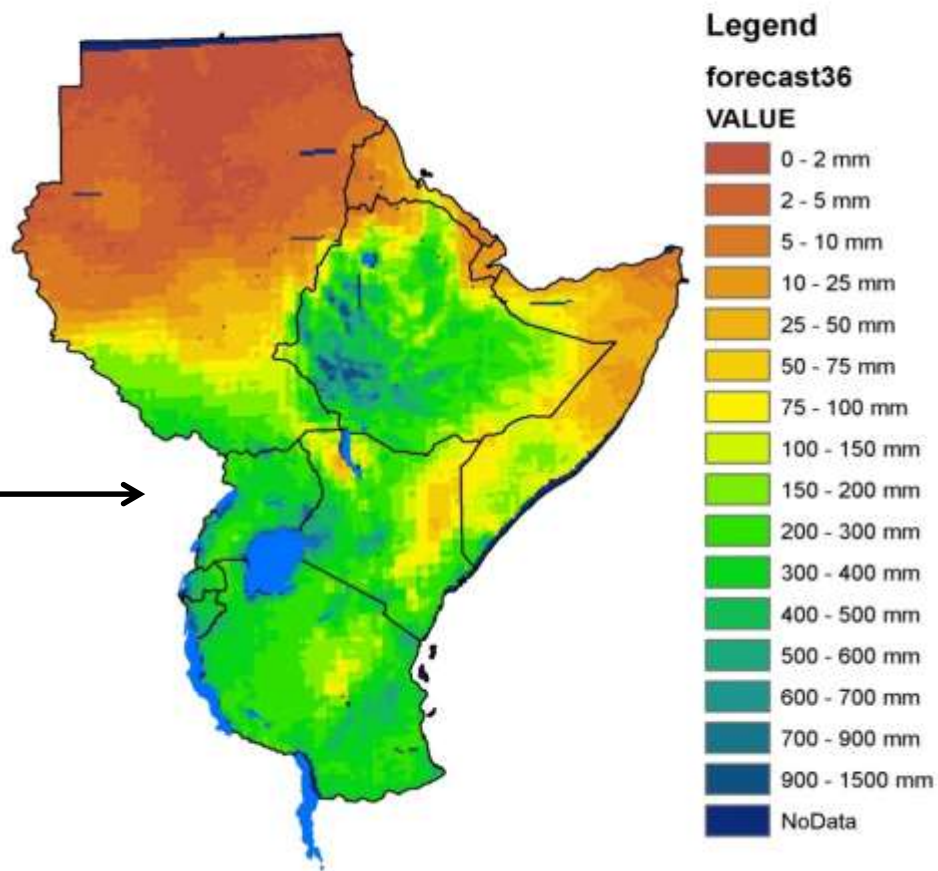 Legend
forecast36
VALUE
0 - 2 mm
2 - 5 mm
5 - 10 mm
10 - 25 mm
25 - 50 mm
50 - 75 mm
75 - 100 mm
100 - 150 mm
150 - 200 mm
200 - 300 mm
300 - 400 mm
400 - 500 mm
500 - 600 mm
600 - 700 mm
700 - 900 mm
900 - 1500 mm
NoData